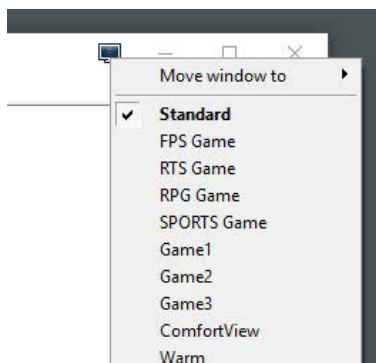 Move window to
Standard
FPS Game
RTS Game
RPG Game
SPORTS Game
Game1
Game2
Game3
ComfortView
Warm